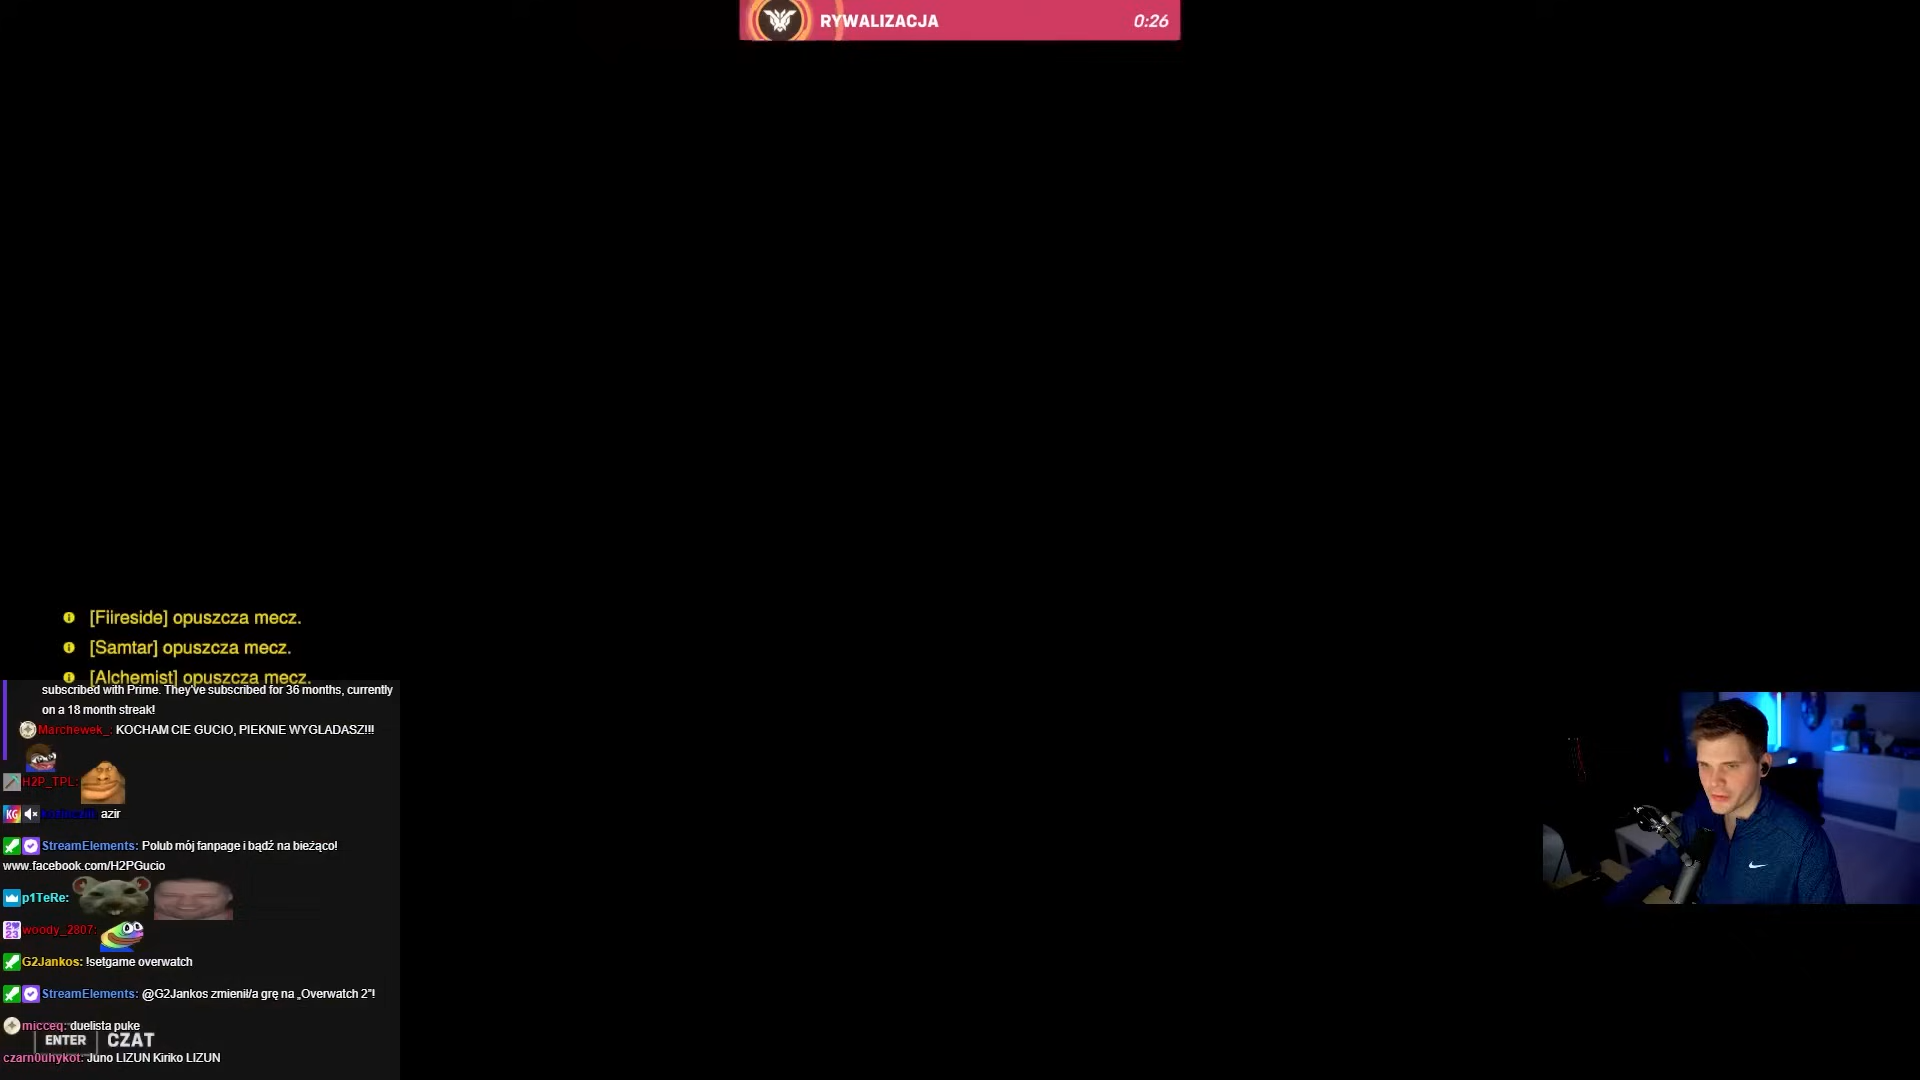 RYWALIZACJA 0:26
[Fiireside] opuszcza mecz.
[Samtar] opuszcza mecz.
[Alchemist] opuszcza mecz.
subscribed with Prime. They've subscribed for 36 months, currently
on a 18 month streak!
Marchewek_: KOCHAM CIE GUCIO, PIEKNIE WYGLADASZ!!!
H2P_TPL:
KG azir
StreamElements: Polub mój fanpage i bądź na bieżąco!
www.facebook.com/H2PGucio
p1TeRe:
woody_2807:
G2Jankos: !setgame overwatch
StreamElements: @G2Jankos zmienił/a grę na „Overwatch 2"!
micceq: duelista puke
ENTER CZAT
czarn0uhykot: Juno LIZUN Kiriko LIZUN